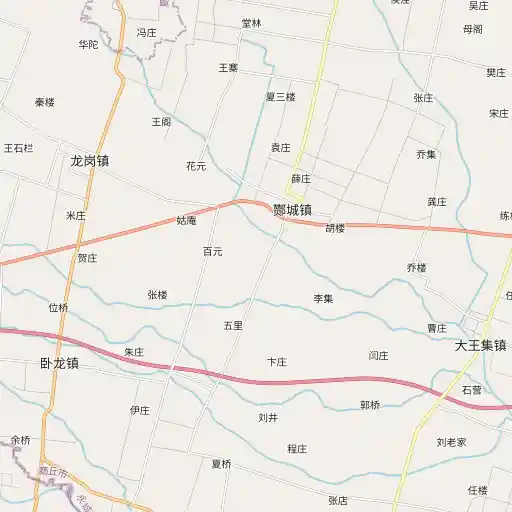 吴庄
堂林
冯庄
母阁
华陀
王寨
樊庄
夏三楼
张庄
秦楼
宋庄
王阁
王石栏
袁庄
乔集
龙岗镇
花元
薛庄
龚庄
酂城镇
米庄
姑庵
胡楼
百元
贺庄
乔楼
张楼
李集
位桥
五里
曹庄
大王集镇
朱庄
闫庄
卧龙镇
卞庄
石营
郭桥
伊庄
刘井
余桥
刘老家
程庄
夏桥
商丘市
任楼
张店